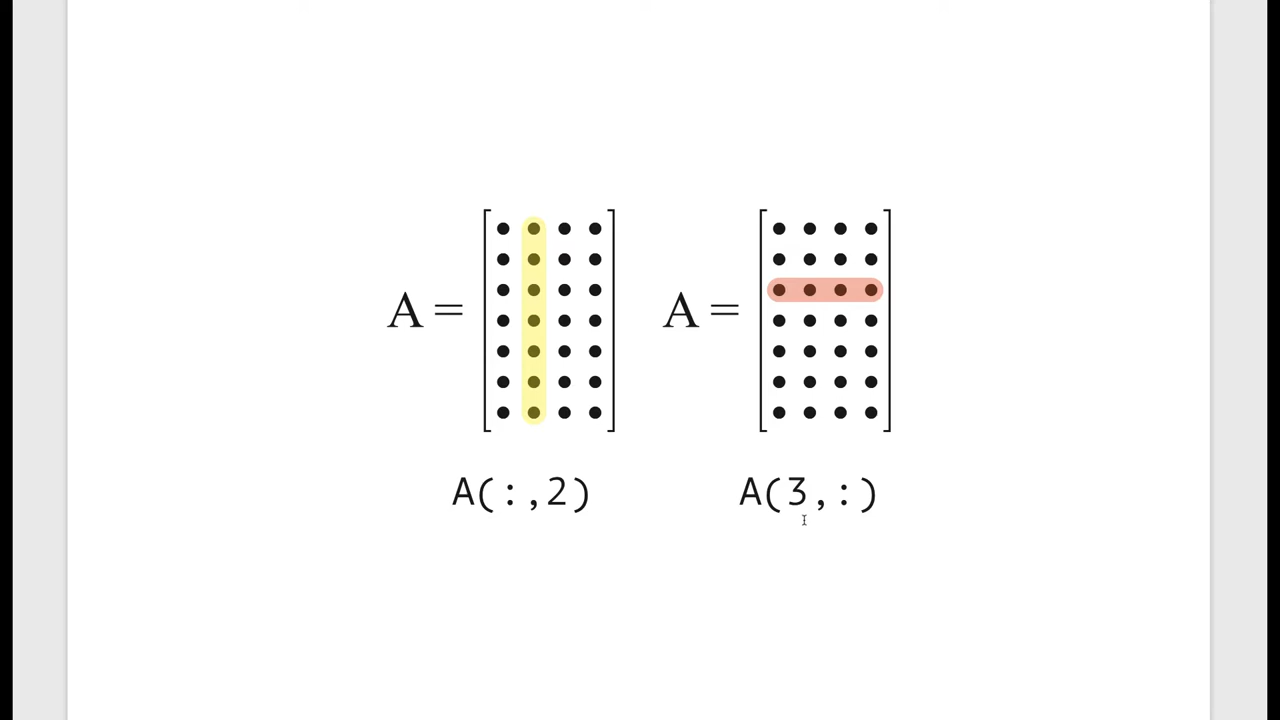 A = A =
A(:,2) A(3,:)